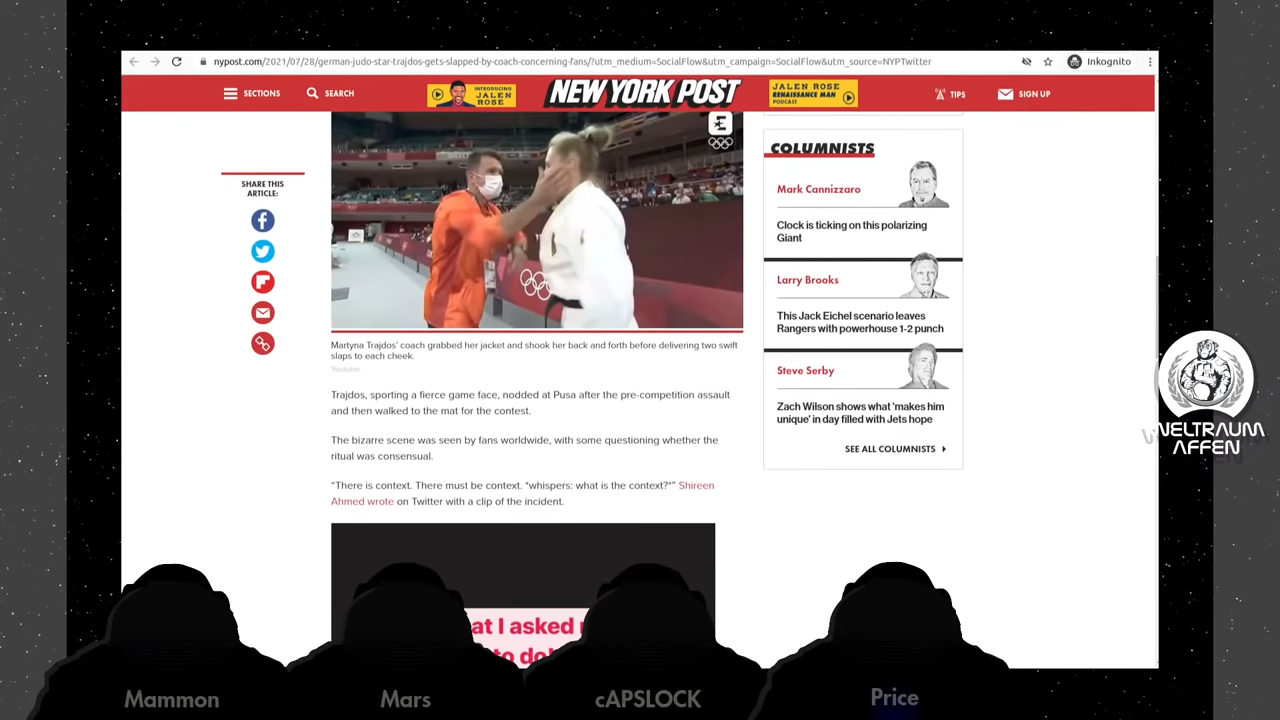 nypost.com/2021/07/28/german-judo-star-trajdos-gets-slapped-by-coach-concerning-fans/?utm_medium=SocialFlow&utm_campaign=SocialFlow&utm_source=NYPTwitter
Inkognito
SECTIONS
SEARCH
INTRODUCING
JALEN
ROSE
NEW YORK POST
JALEN ROSE
RENAISSANCE MAN
PODCAST
TIPS
SIGN UP
SHARE THIS
ARTICLE:
Martyna Trajdos' coach grabbed her jacket and shook her back and forth before delivering two swift
slaps to each cheek.
Youtube
Trajdos, sporting a fierce game face, nodded at Pusa after the pre-competition assault
and then walked to the mat for the contest.
The bizarre scene was seen by fans worldwide, with some questioning whether the
ritual was consensual.
“There is context. There must be context. *whispers: what is the context?*” Shireen
Ahmed wrote on Twitter with a clip of the incident.
at I asked
to do
COLUMNISTS
Mark Cannizzaro
Clock is ticking on this polarizing
Giant
Larry Brooks
This Jack Eichel scenario leaves
Rangers with powerhouse 1-2 punch
Steve Serby
Zach Wilson shows what 'makes him
unique' in day filled with Jets hope
SEE ALL COLUMNISTS
WELTRAUM
AFFEN
Mammon
Mars
cAPSLOCK
Price